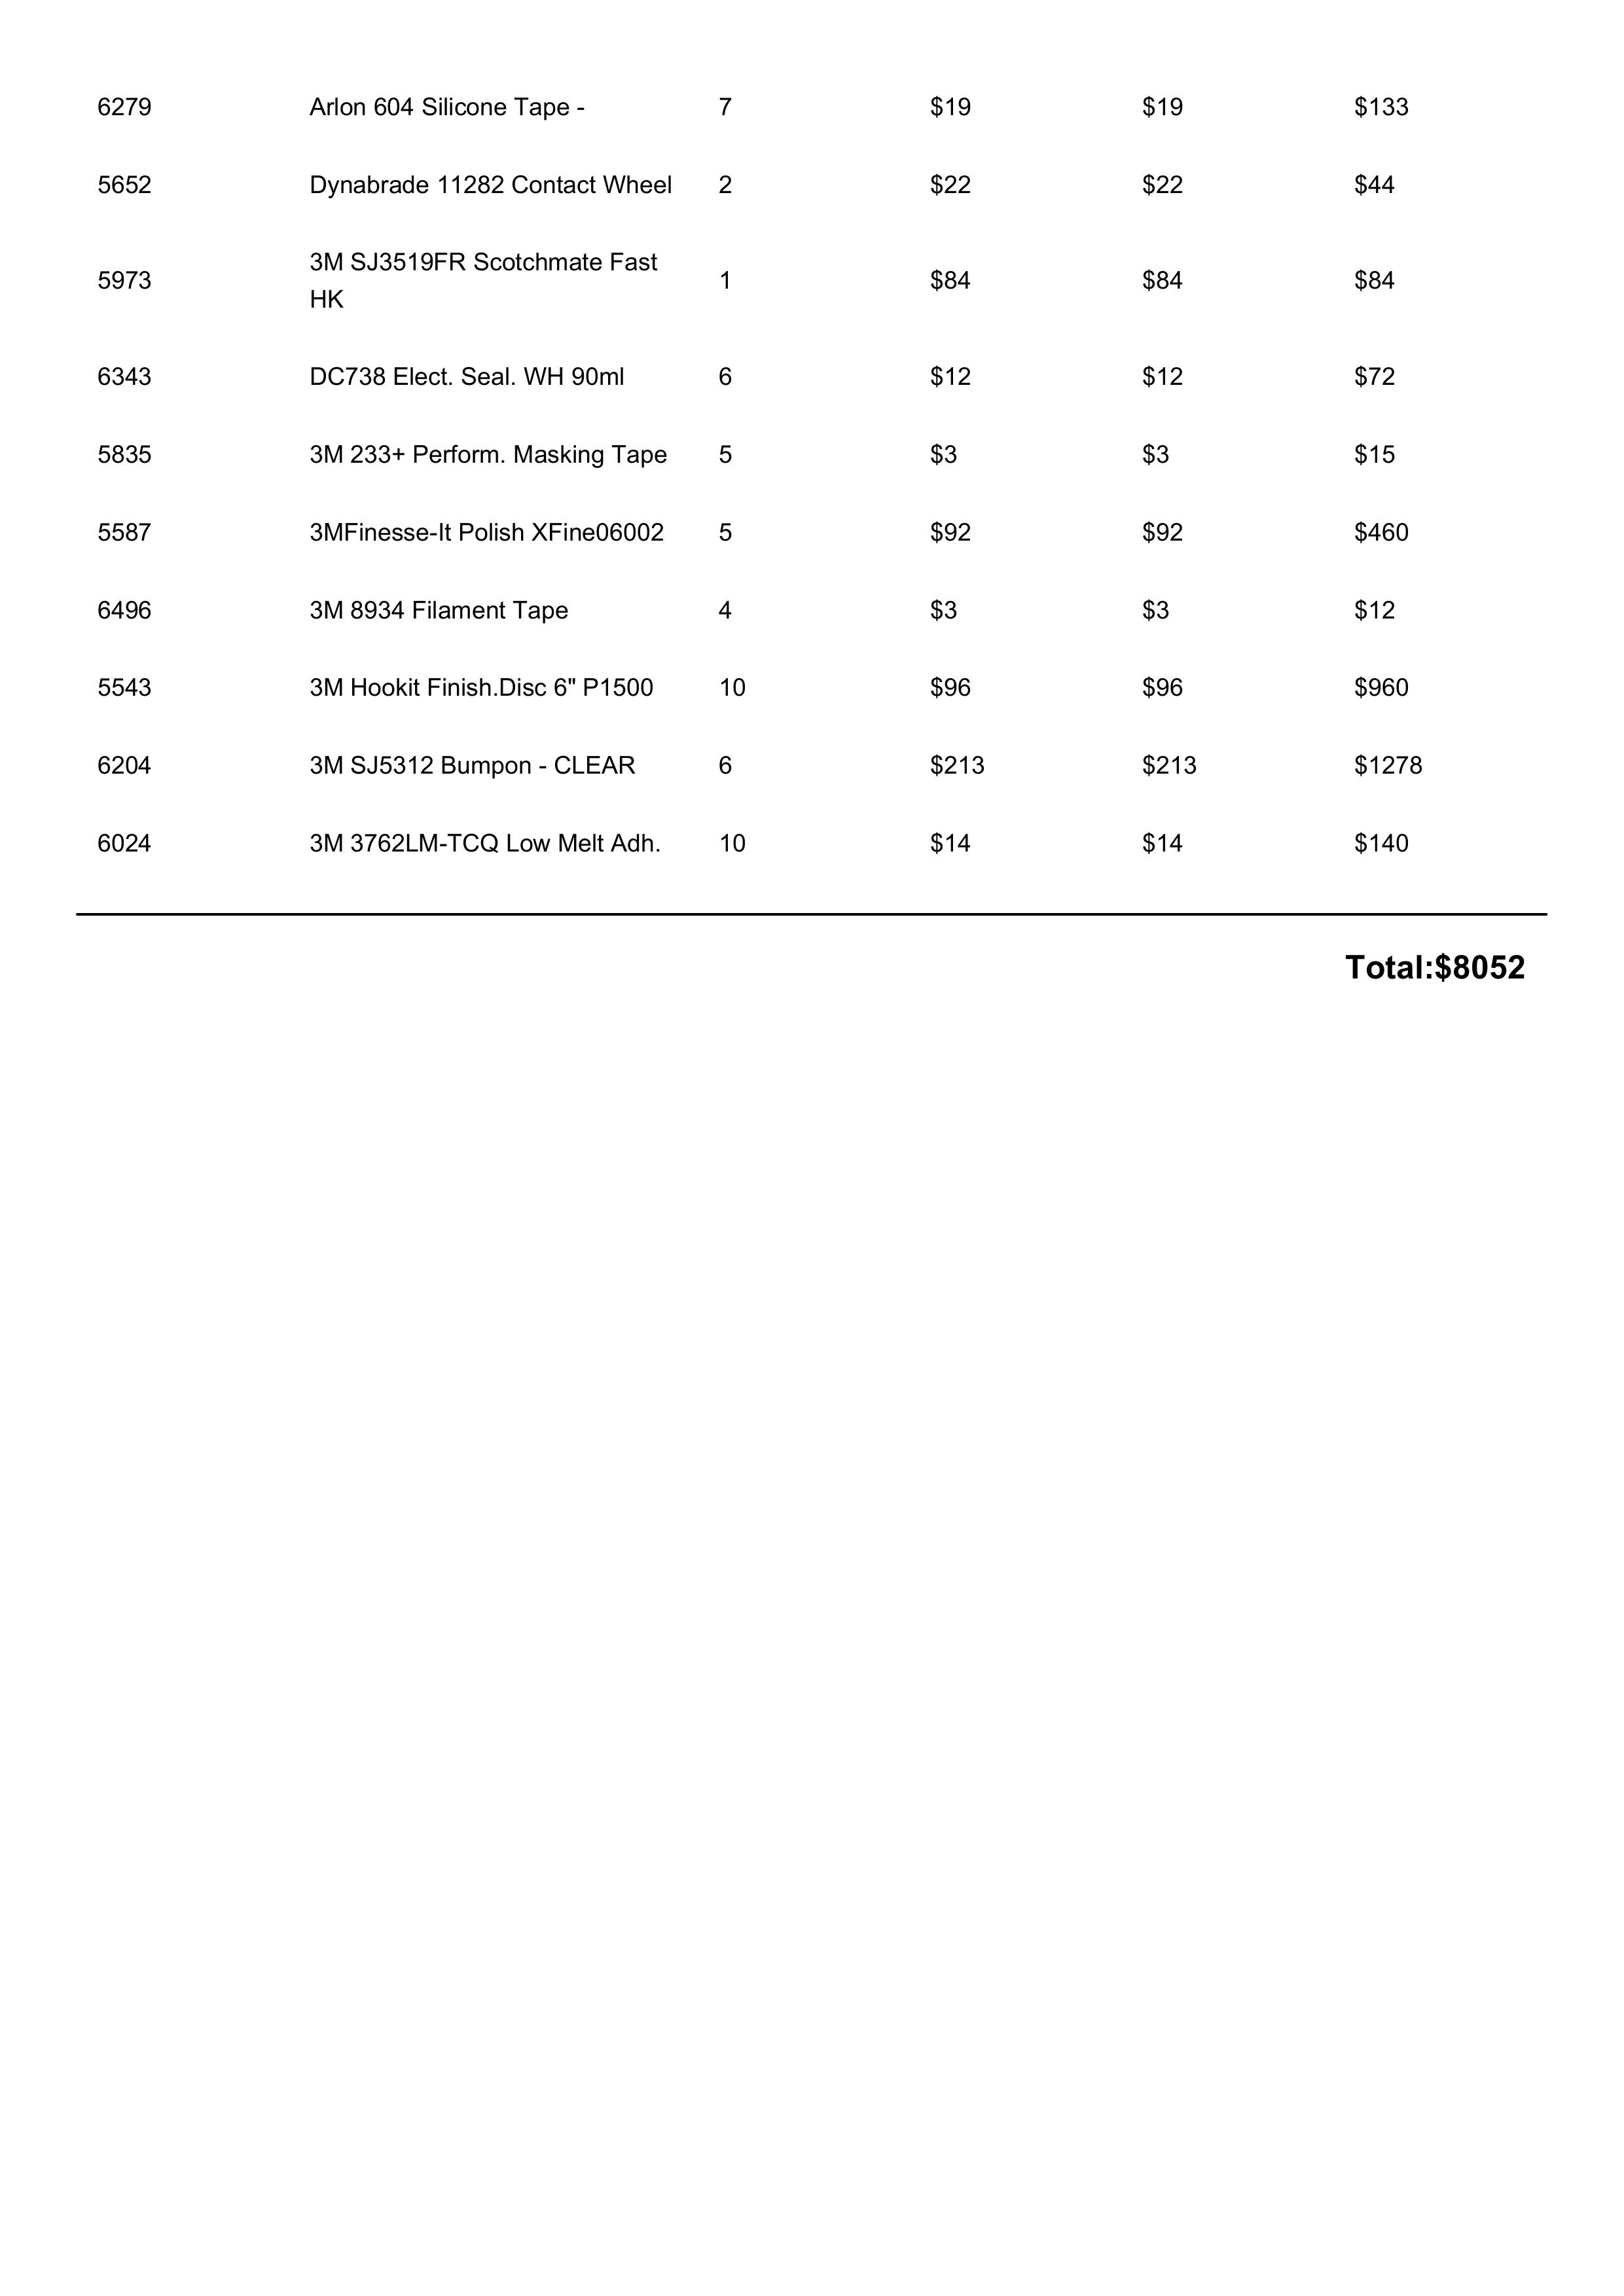 6279 Arlon 604 Silicone Tape - 7 $19 $19 $133
5652 Dynabrade 11282 Contact Wheel 2 $22 $22 $44
5973 3M SJ3519FR Scotchmate Fast HK 1 $84 $84 $84
6343 DC738 Elect. Seal. WH 90ml 6 $12 $12 $72
5835 3M 233+ Perform. Masking Tape 5 $3 $3 $15
5587 3MFinesse-It Polish XFine06002 5 $92 $92 $460
6496 3M 8934 Filament Tape 4 $3 $3 $12
5543 3M Hookit Finish.Disc 6" P1500 10 $96 $96 $960
6204 3M SJ5312 Bumpon - CLEAR 6 $213 $213 $1278
6024 3M 3762LM-TCQ Low Melt Adh. 10 $14 $14 $140
Total:$8052